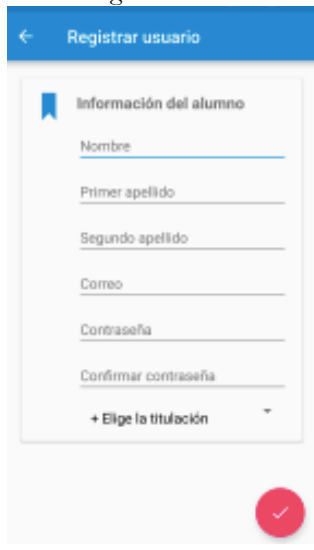 Registrar usuario
Información del alumno
Nombre
Primer apellido
Segundo apellido
Correo
Contraseña
Confirmar contraseña
+ Elige la titulación